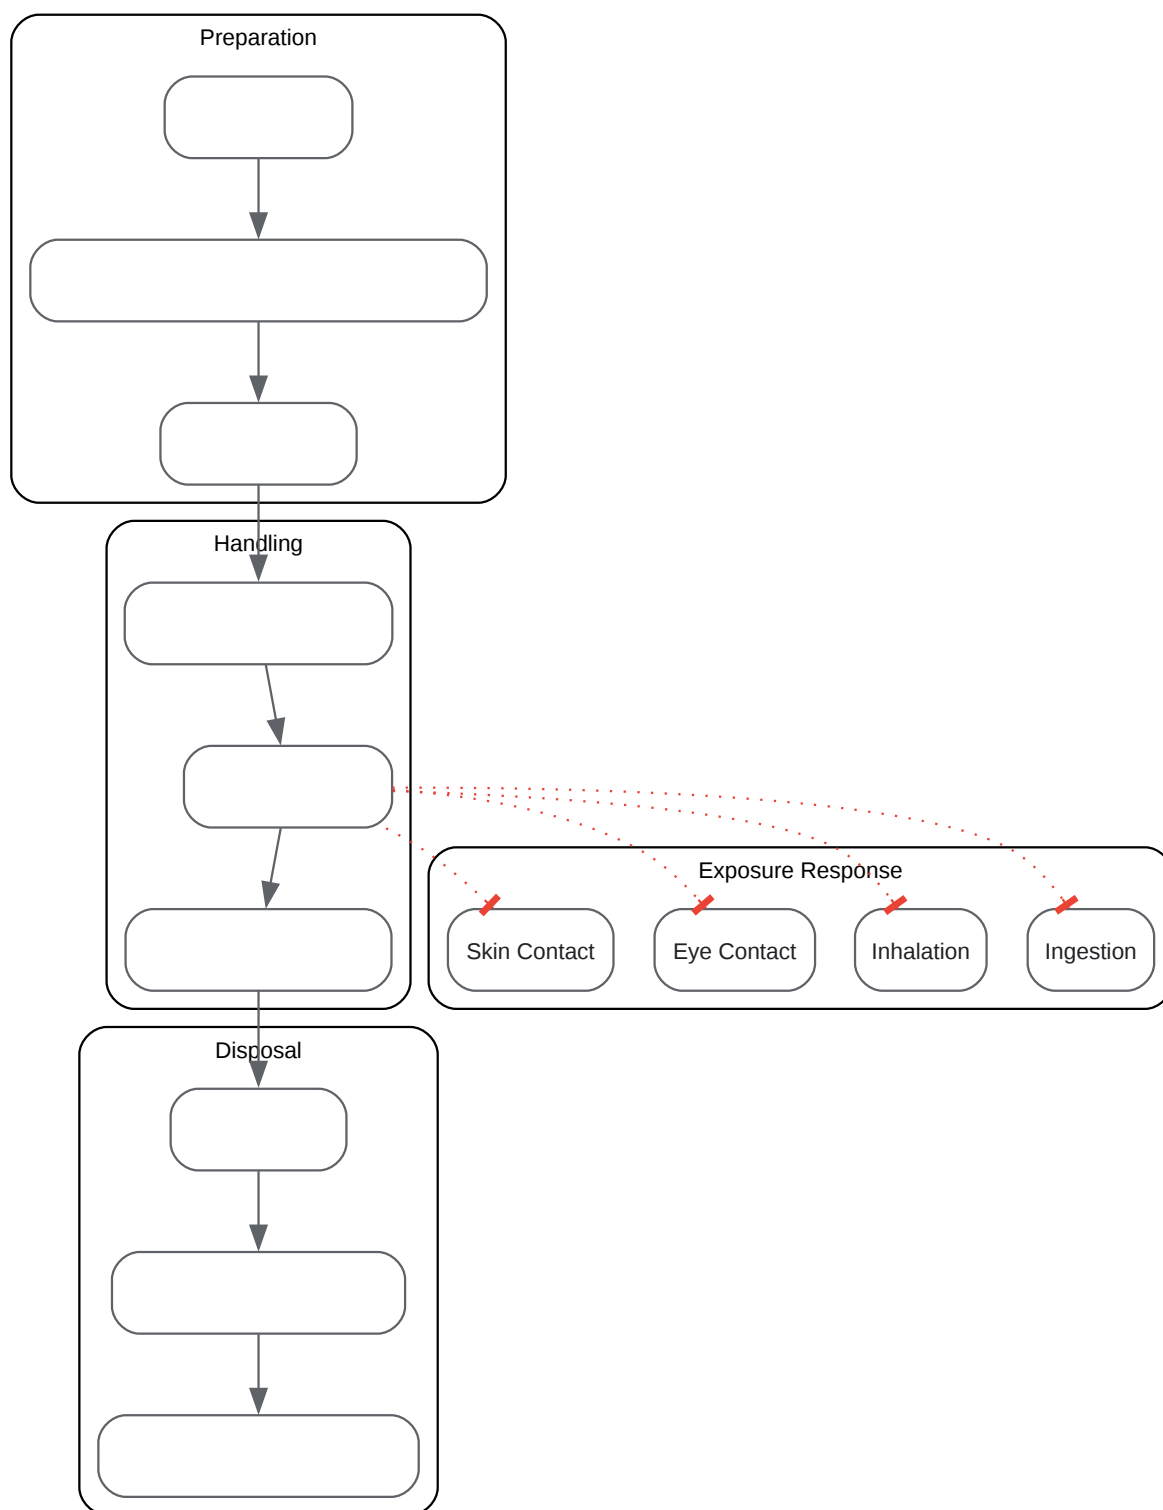 Preparation
Handling
Exposure Response
Skin Contact
Eye Contact
Inhalation
Ingestion
Disposal